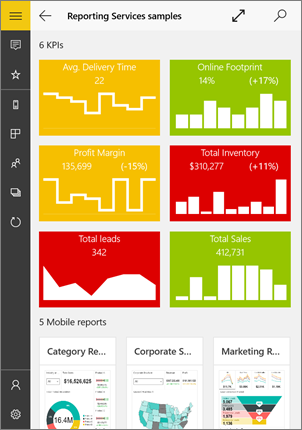 Reporting Services samples
6 KPIs
Avg. Delivery Time
22
Online Footprint
14% (+17%)
Profit Margin
135,699 (-15%)
Total Inventory
$310,277 (+11%)
Total leads
342
Total Sales
412,731
5 Mobile reports
Category Re...
Corporate S...
Marketing R...
$16,526,625
16.4M